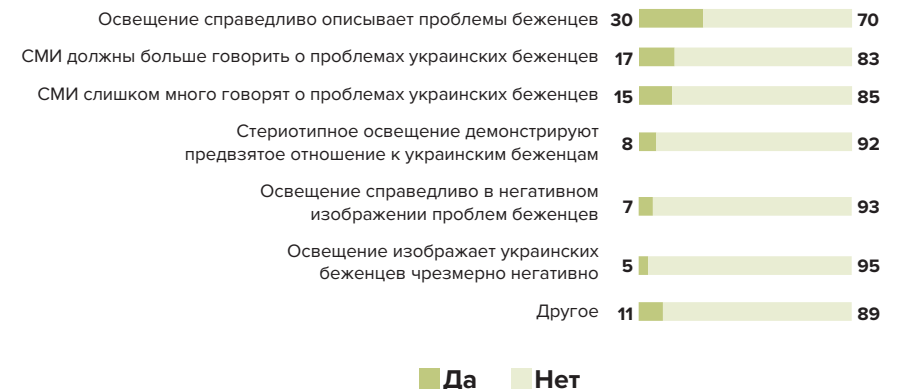 Освещение справедливо описывает проблемы беженцев 30 70
СМИ должны больше говорить о проблемах украинских беженцев 17 83
СМИ слишком много говорят о проблемах украинских беженцев 15 85
Стериотипное освещение демонстрируют
предвзятое отношение к украинским беженцам 8 92
Освещение справедливо в негативном
изображении проблем беженцев 7 93
Освещение изображает украинских
беженцев чрезмерно негативно 5 95
Другое 11 89
Да Нет